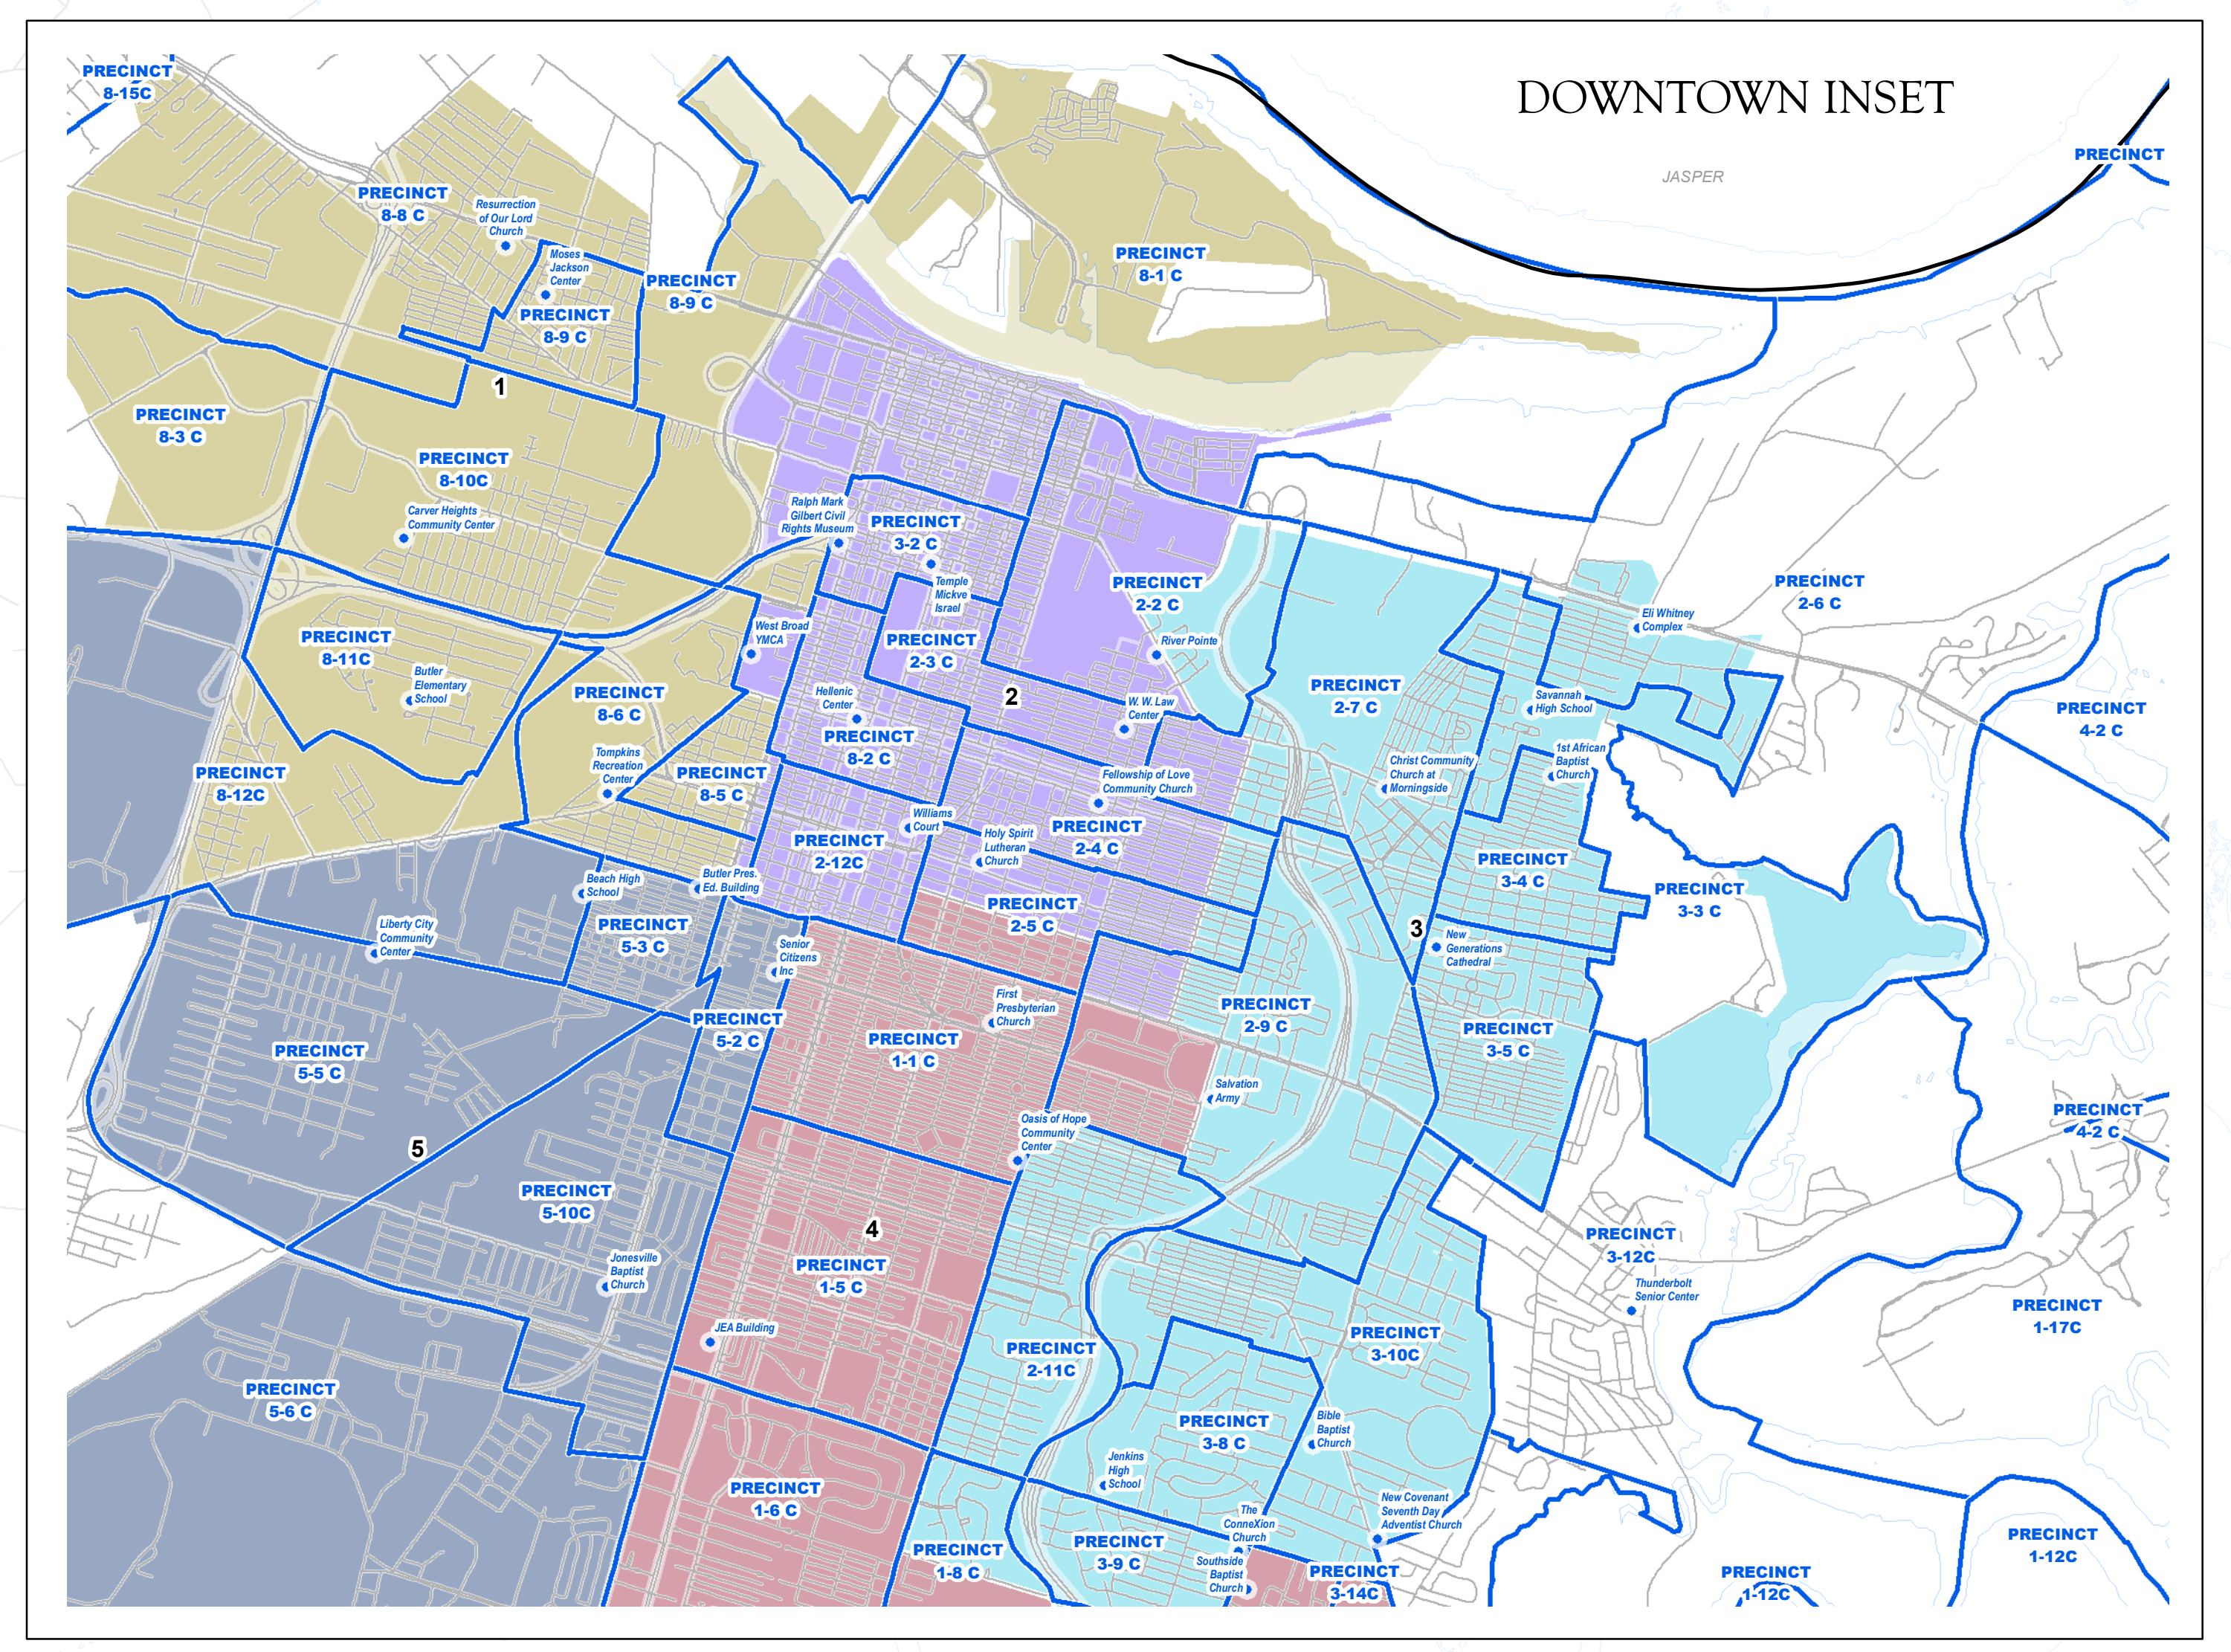 DOWNTOWN INSET
JASPER
PRECINCT
8-15C
PRECINCT
PRECINCT
8-8 C
Resurrection
of Our Lord
Church
Moses
Jackson
Center
PRECINCT
8-9 C
PRECINCT
8-9 C
PRECINCT
8-1 C
1
PRECINCT
8-3 C
PRECINCT
8-10C
Carver Heights
Community Center
Ralph Mark
Gilbert Civil
Rights Museum
PRECINCT
3-2 C
Temple
Mickve
Israel
PRECINCT
2-2 C
PRECINCT
2-6 C
Eli Whitney
Complex
PRECINCT
8-11C
Butler
Elementary
School
West Broad
YMCA
PRECINCT
2-3 C
River Pointe
PRECINCT
8-6 C
Hellenic
Center
2
W. W. Law
Center
PRECINCT
2-7 C
Savannah
High School
PRECINCT
4-2 C
PRECINCT
8-2 C
Tompkins
Recreation
Center
PRECINCT
8-12C
PRECINCT
8-5 C
Fellowship of Love
Community Church
Christ Community
Church at
Morningside
1st African
Baptist
Church
Williams
Court
Holy Spirit
Lutheran
Church
PRECINCT
2-4 C
PRECINCT
2-12C
PRECINCT
3-4 C
PRECINCT
3-3 C
Beach High
School
Butler Pres.
Ed. Building
PRECINCT
2-5 C
Liberty City
Community
Center
PRECINCT
5-3 C
Senior
Citizens
Inc
3
New
Generations
Cathedral
First
Presbyterian
Church
PRECINCT
2-9 C
PRECINCT
5-2 C
PRECINCT
1-1 C
PRECINCT
3-5 C
PRECINCT
5-5 C
Salvation
Army
PRECINCT
4-2 C
Oasis of Hope
Community
Center
5
PRECINCT
5-10C
4
PRECINCT
3-12C
Thunderbolt
Senior Center
Jonesville
Baptist
Church
PRECINCT
1-5 C
PRECINCT
1-17C
JEA Building
PRECINCT
2-11C
PRECINCT
3-10C
PRECINCT
5-6 C
PRECINCT
3-8 C
Bible
Baptist
Church
Jenkins
High
School
PRECINCT
1-6 C
The
ConneXion
Church
New Covenant
Seventh Day
Adventist Church
PRECINCT
1-8 C
PRECINCT
3-9 C
Southside
Baptist
Church
PRECINCT
3-14C
PRECINCT
1-12C
PRECINCT
1-12C